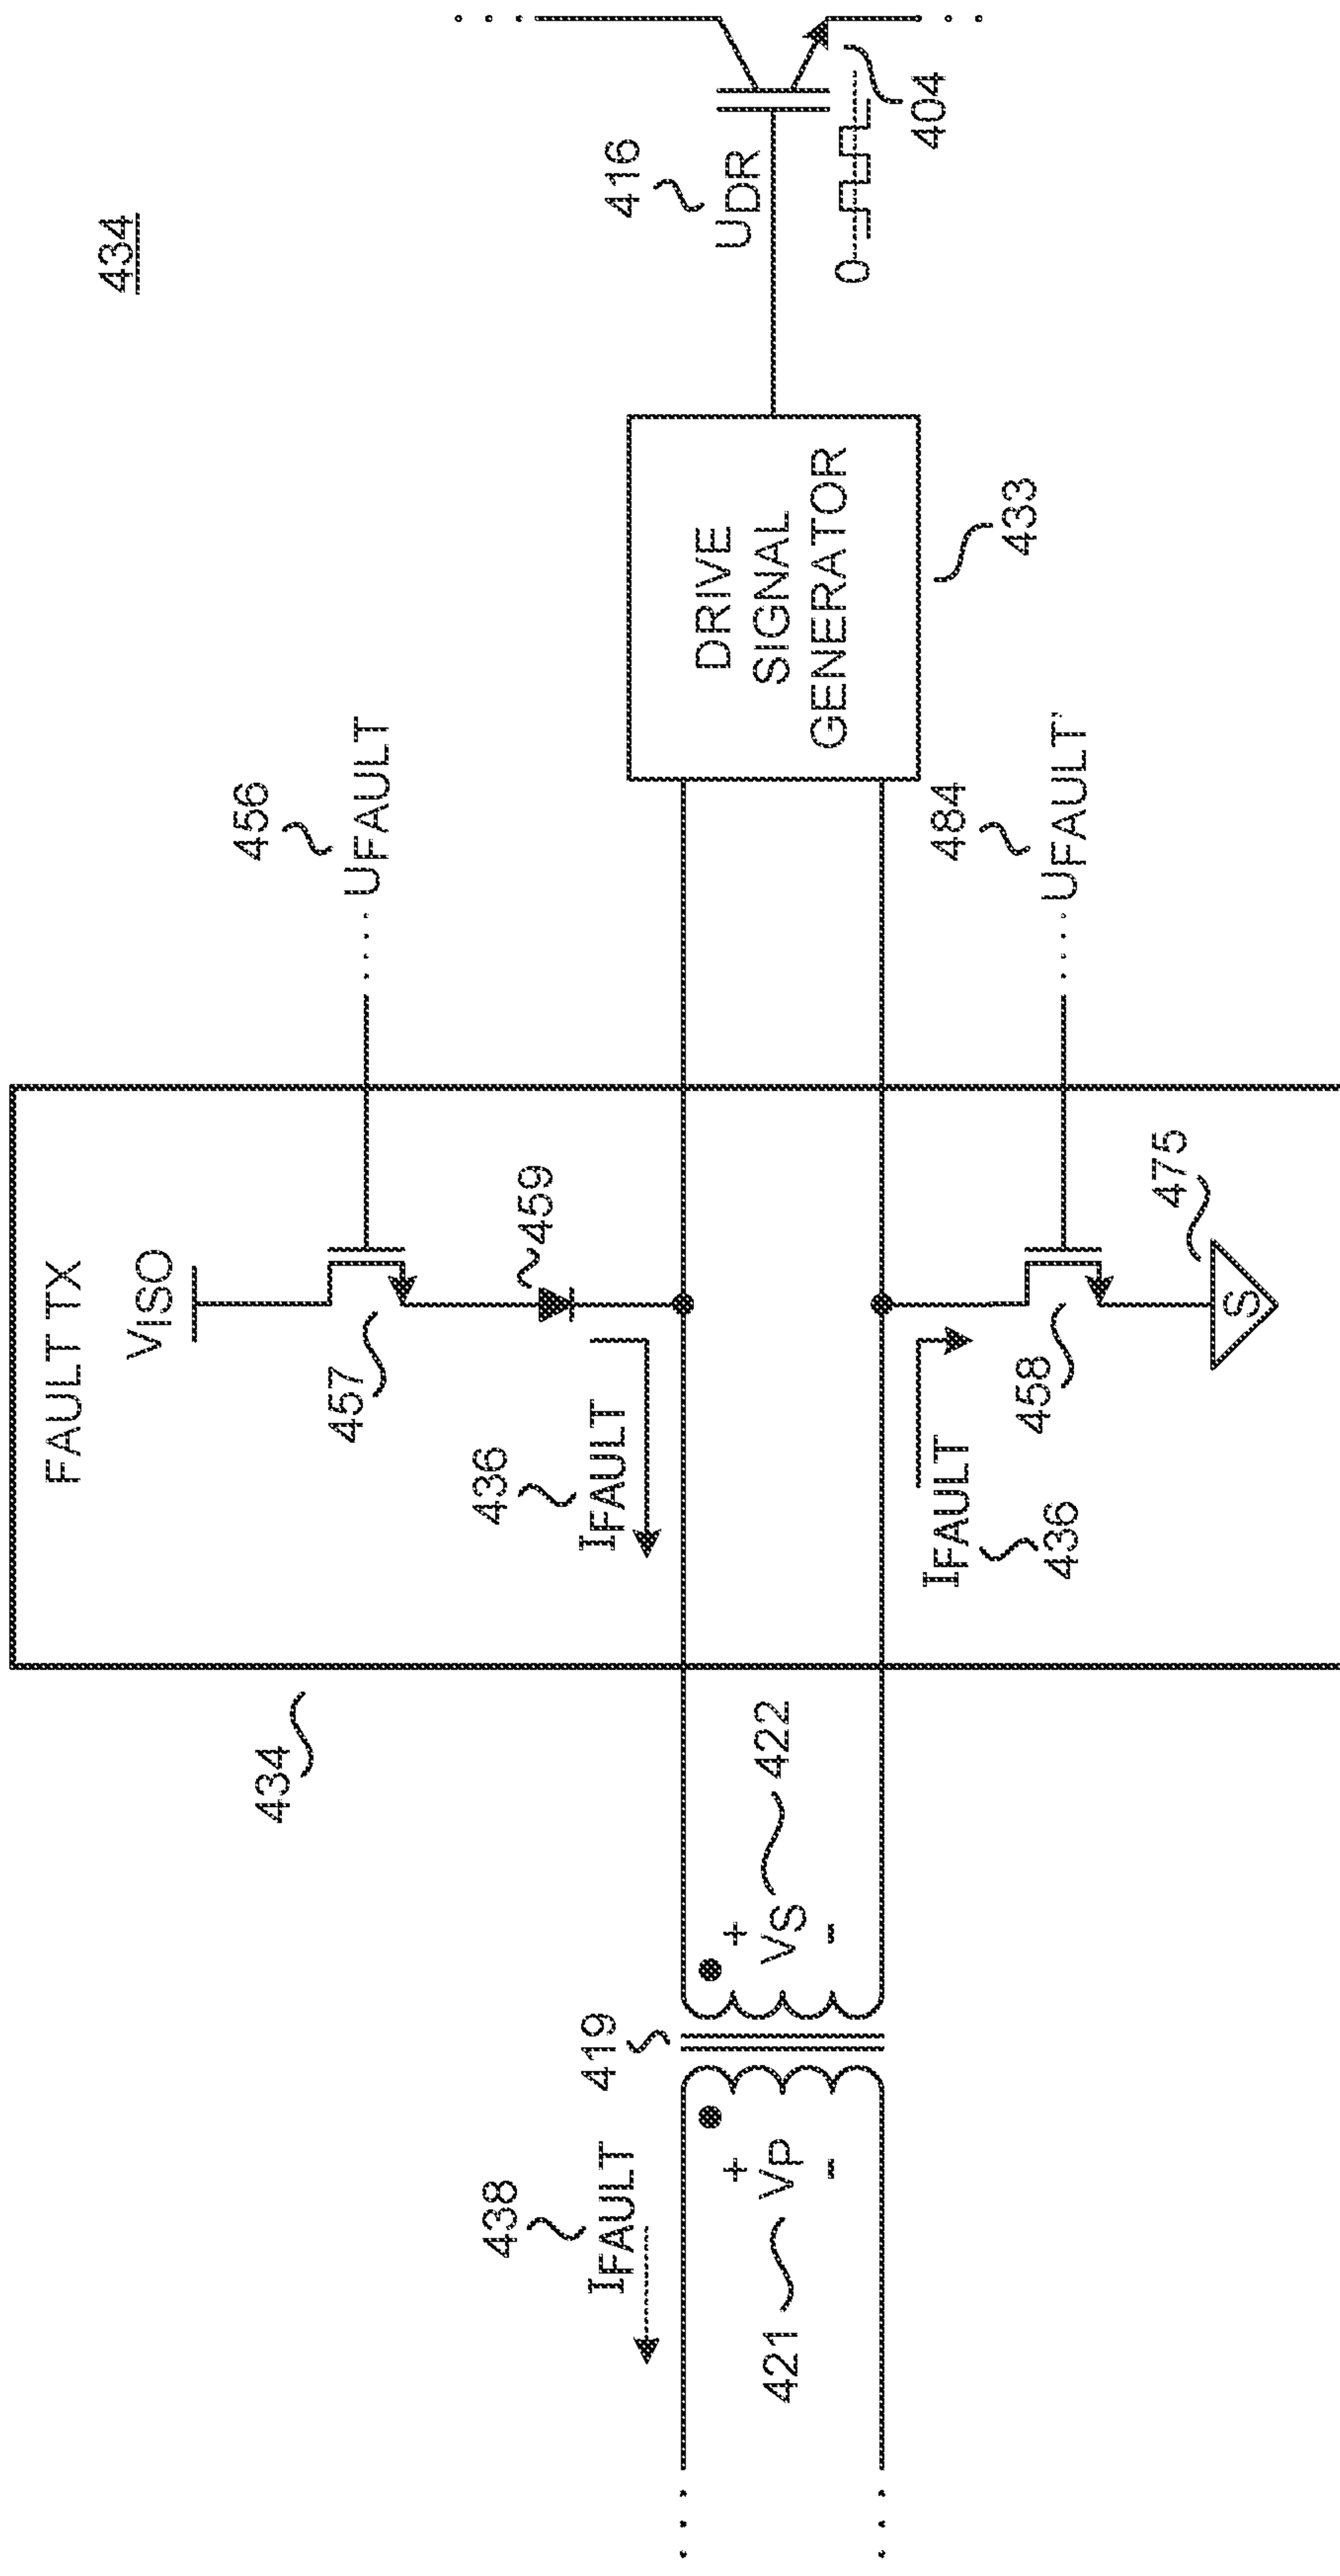 434
FAULT TX
VISO
434
457
456
UFAULT
459
436
IFAULT
438
IFAULT
419
416
UDR
+
VP
-
421
+
VS
-
422
DRIVE
SIGNAL
GENERATOR
433
0
404
IFAULT
436
458
484
UFAULT'
475
S